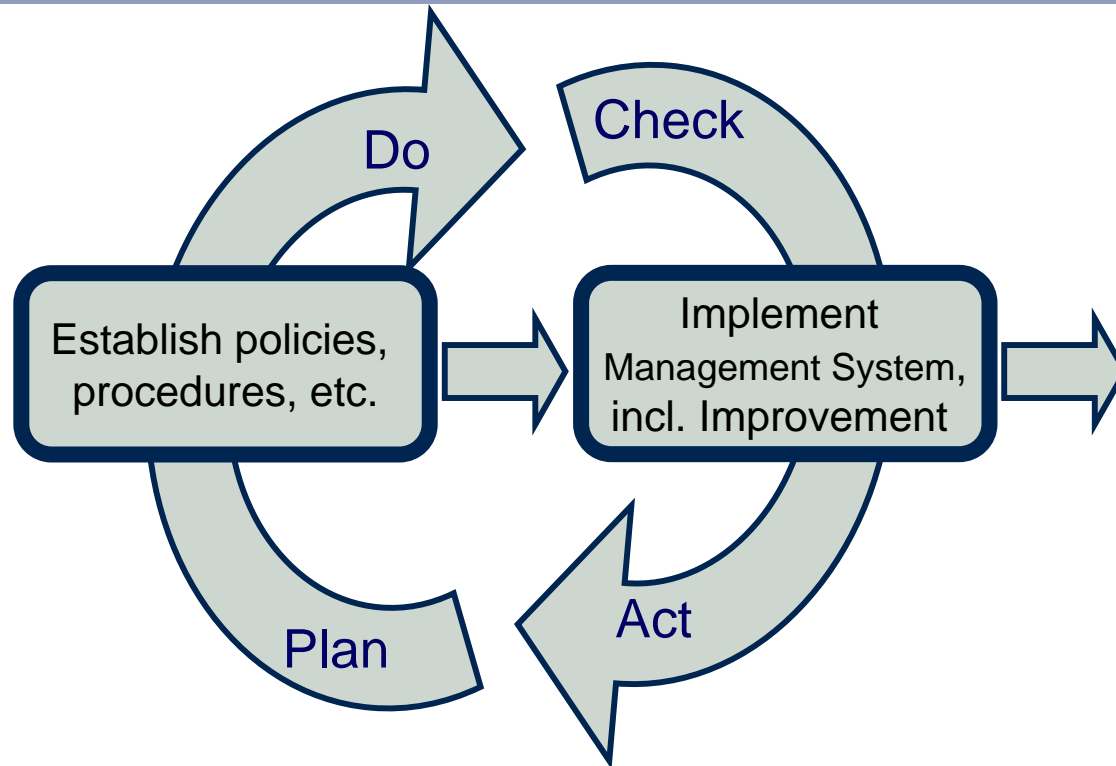 Do
Check
Establish policies,
procedures, etc.
Implement
Management System,
incl. Improvement
Plan
Act